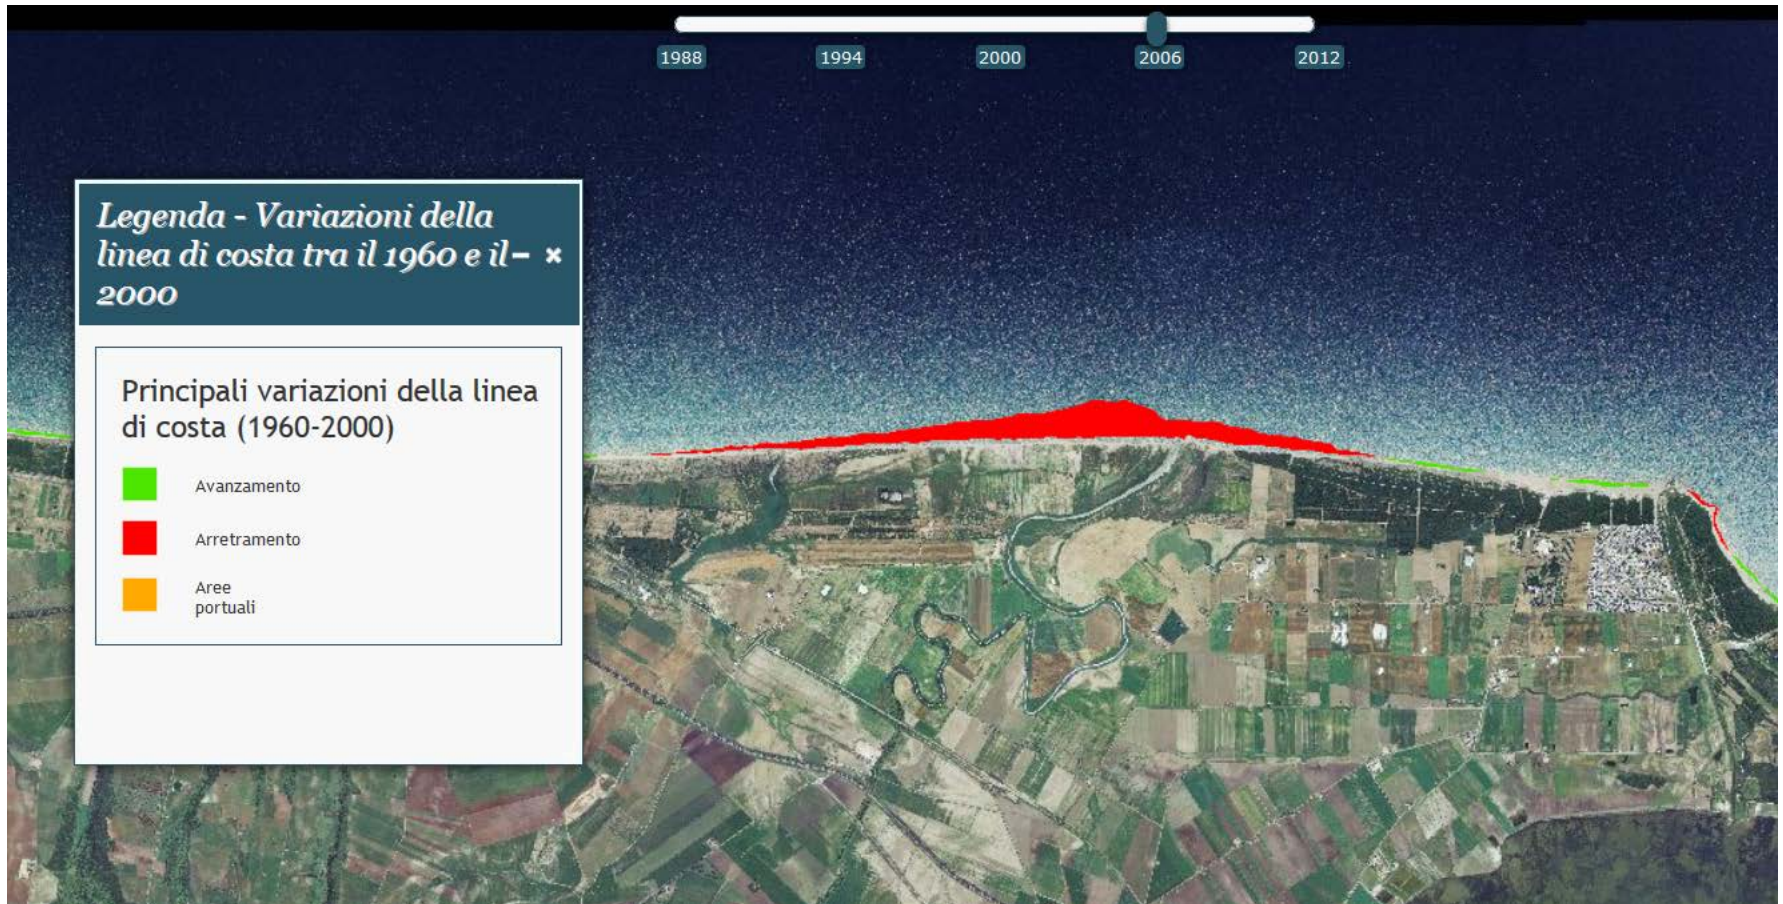 1988 1994 2000 2006 2012
Legenda - Variazioni della
linea di costa tra il 1960 e il
2000
Principali variazioni della linea
di costa (1960-2000)
Avanzamento
Arretramento
Aree
portuali